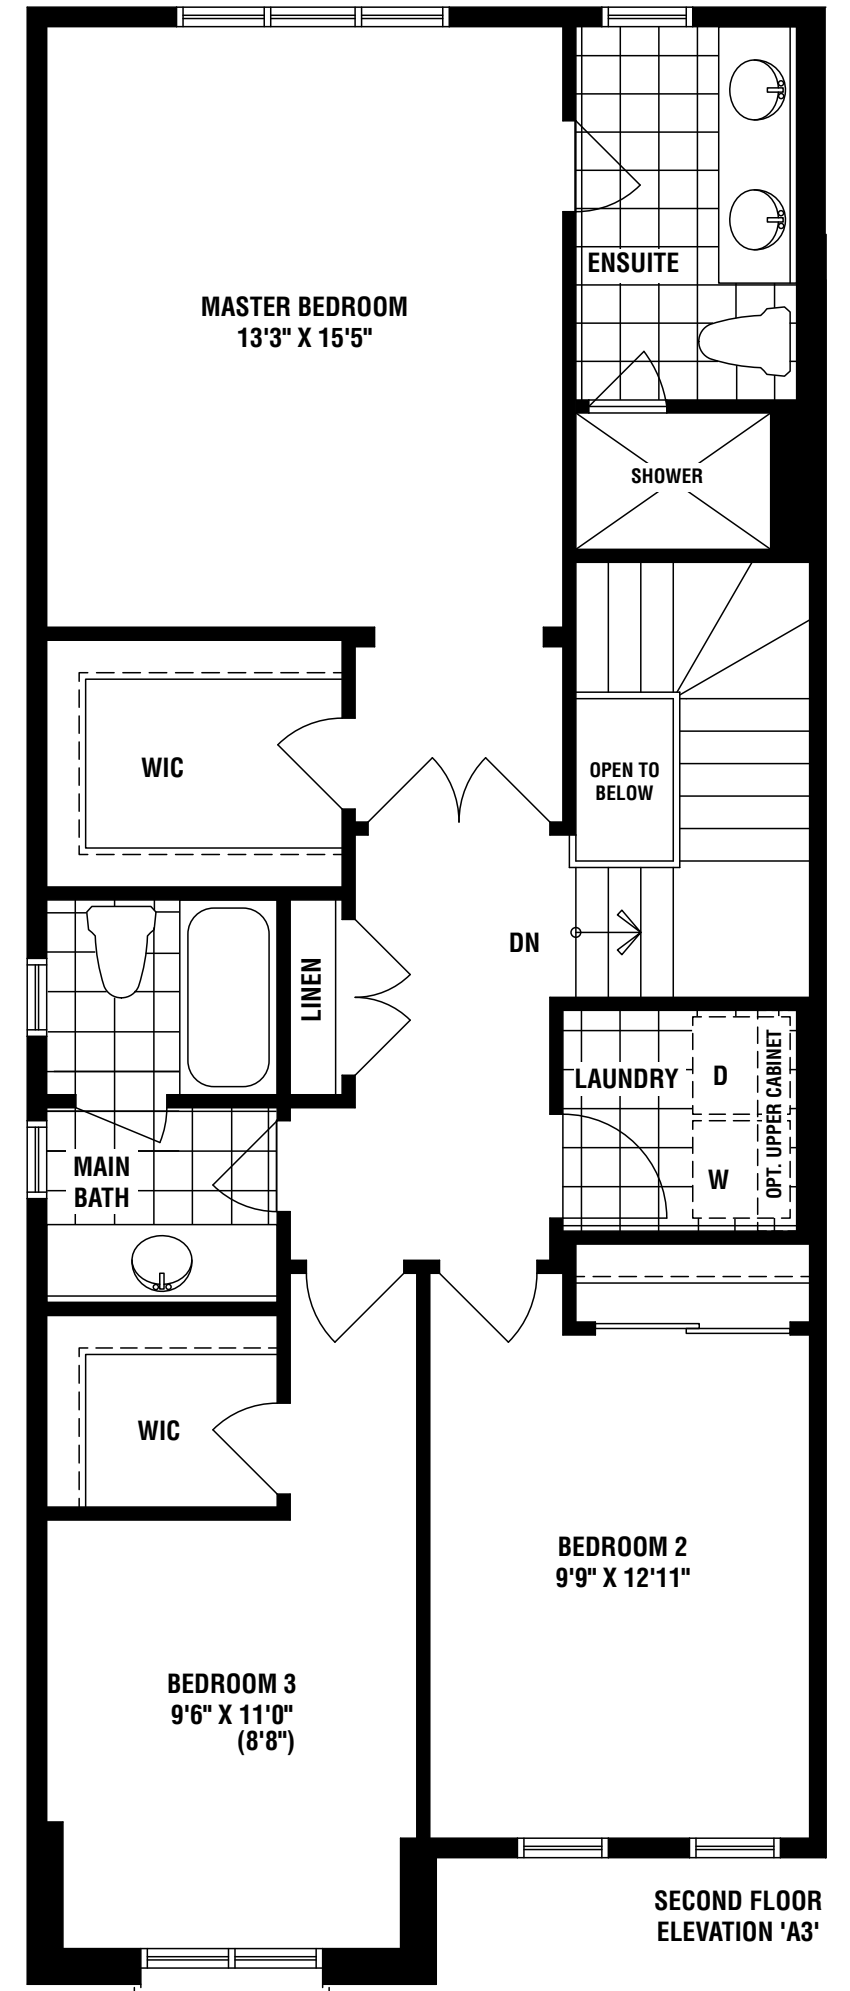 ENSUITE
MASTER BEDROOM
13'3" X 15'5"
SHOWER
WIC
OPEN TO
BELOW
DN
LINEN
LAUNDRY
D
W
OPT. UPPER CABINET
MAIN
BATH
WIC
BEDROOM 2
9'9" X 12'11"
BEDROOM 3
9'6" X 11'0"
(8'8")
SECOND FLOOR
ELEVATION 'A3'